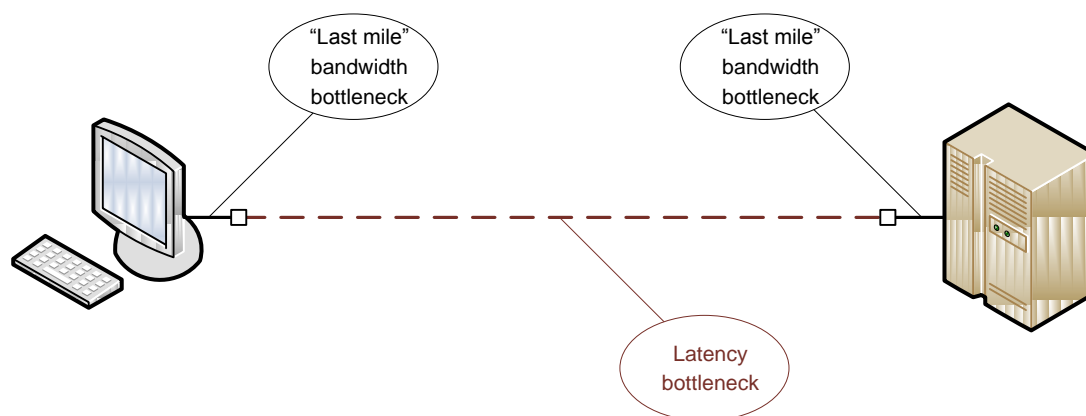 “Last mile”
bandwidth
bottleneck
“Last mile”
bandwidth
bottleneck
Latency
bottleneck